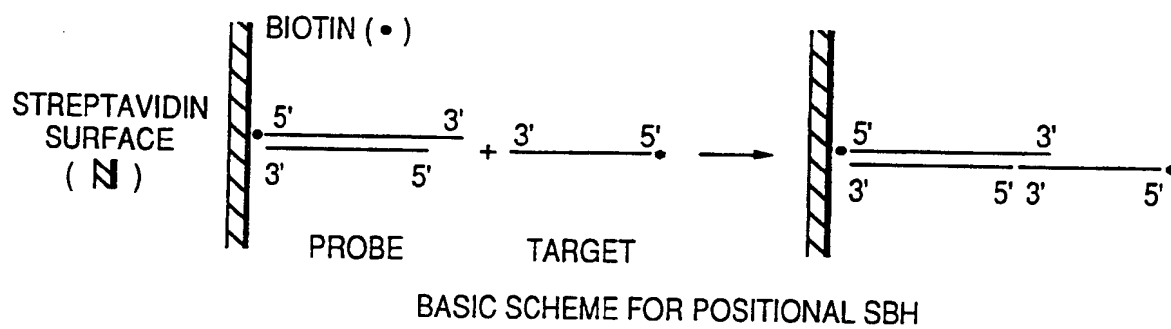 BIOTIN (•)
STREPTAVIDIN
SURFACE
( N )
5' 3'
3' 5'
+
3' 5'
5' 3'
3' 5' 3' 5'
PROBE TARGET
BASIC SCHEME FOR POSITIONAL SBH